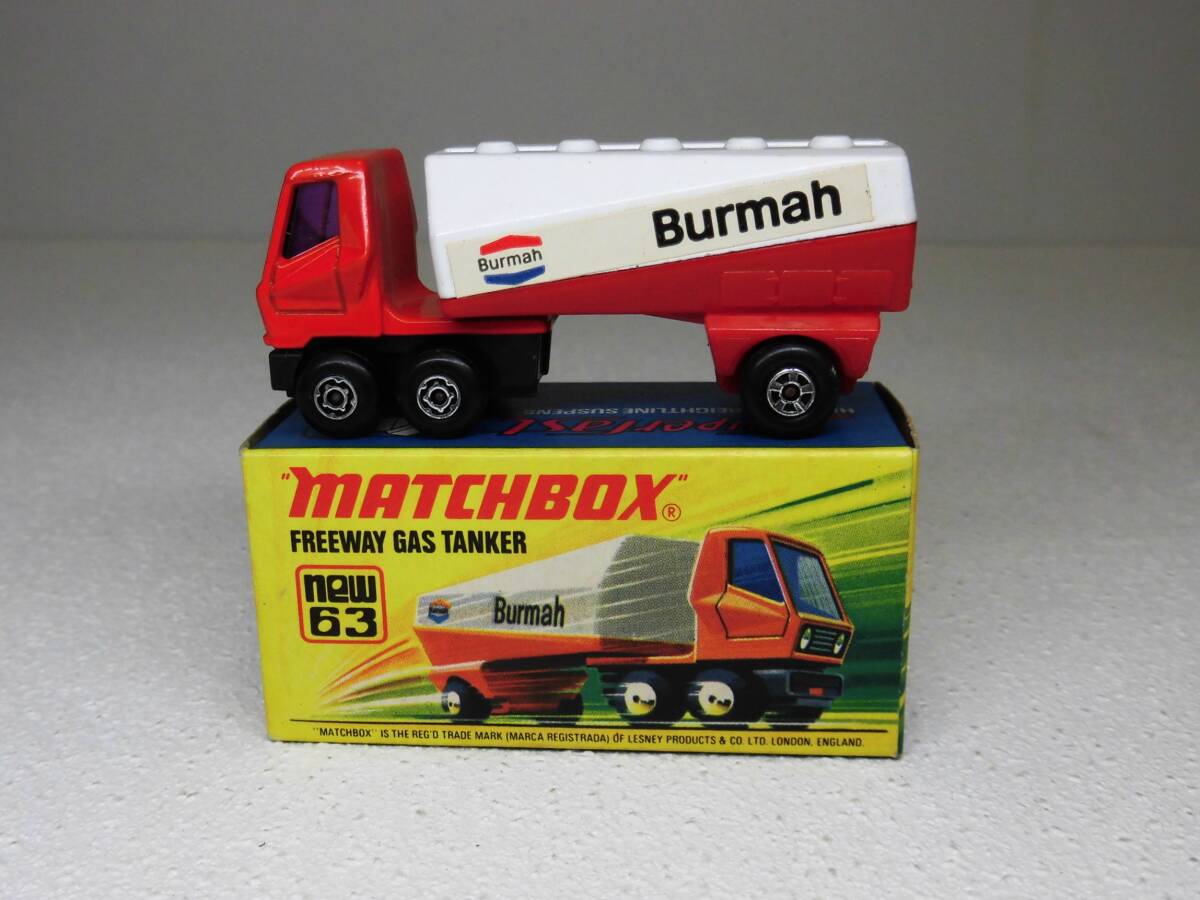 Burmah
Burmah
Superfast
"MATCHBOX"®
FREEWAY GAS TANKER
new
63
Burmah
"MATCHBOX" IS THE REG'D TRADE MARK (MARCA REGISTRADA) OF LESNEY PRODUCTS & CO. LTD. LONDON, ENGLAND.